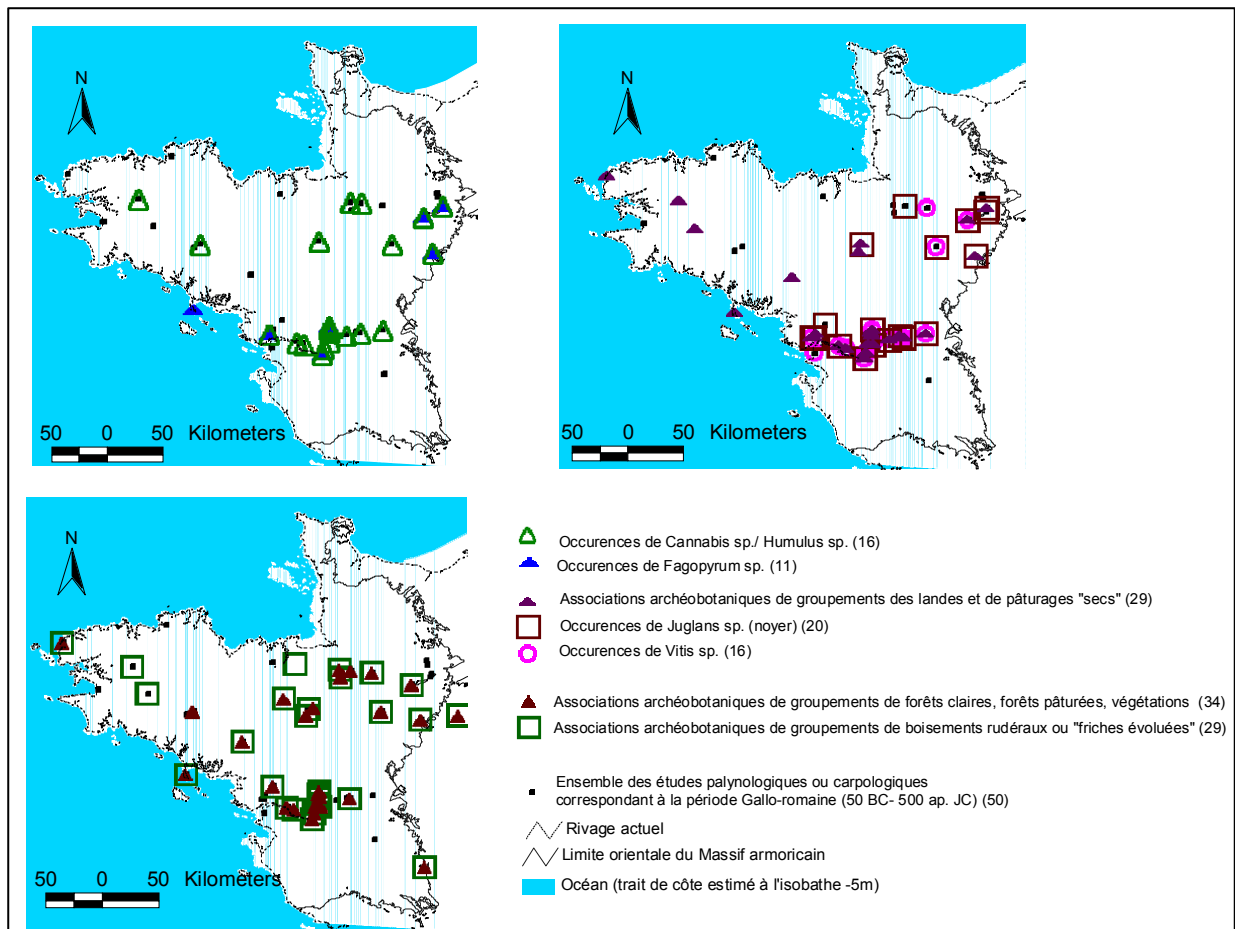 N
50 0 50 Kilometers
N
50 0 50 Kilometers
N
50 0 50 Kilometers
Occurences de Cannabis sp./ Humulus sp. (16)
Occurences de Fagopyrum sp. (11)
Associations archéobotaniques de groupements des landes et de pâturages "secs" (29)
Occurences de Juglans sp. (noyer) (20)
Occurences de Vitis sp. (16)
Associations archéobotaniques de groupements de forêts claires, forêts pâturées, végétations (34)
Associations archéobotaniques de groupements de boisements rudéraux ou "friches évoluées" (29)
Ensemble des études palynologiques ou carpologiques
correspondant à la période Gallo-romaine (50 BC- 500 ap. JC) (50)
Rivage actuel
Limite orientale du Massif armoricain
Océan (trait de côte estimé à l'isobathe -5m)